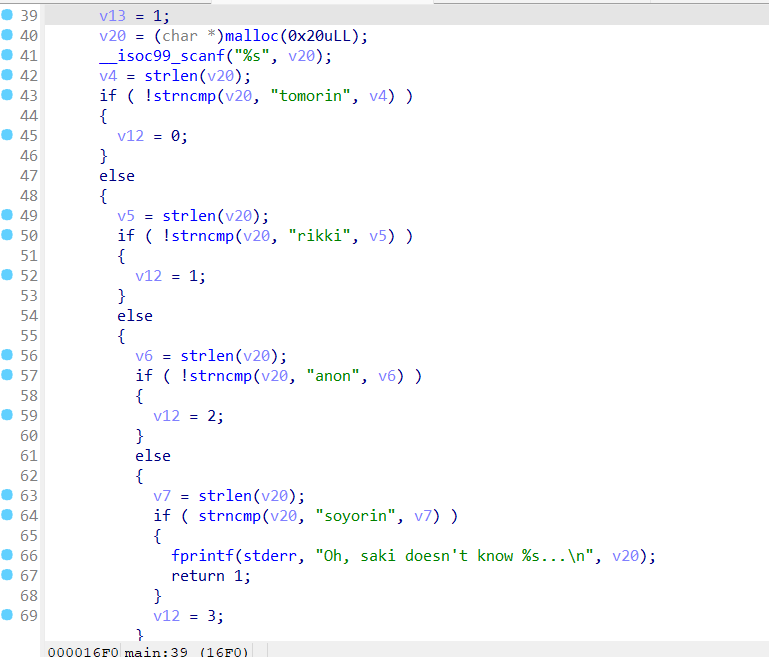 39 v13 = 1;
40 v20 = (char *)malloc(0x20uLL);
41 __isoc99_scanf("%s", v20);
42 v4 = strlen(v20);
43 if ( !strncmp(v20, "tomorin", v4) )
44 {
45 v12 = 0;
46 }
47 else
48 {
49 v5 = strlen(v20);
50 if ( !strncmp(v20, "rikki", v5) )
51 {
52 v12 = 1;
53 }
54 else
55 {
56 v6 = strlen(v20);
57 if ( !strncmp(v20, "anon", v6) )
58 {
59 v12 = 2;
60 }
61 else
62 {
63 v7 = strlen(v20);
64 if ( strncmp(v20, "soyorin", v7) )
65 {
66 fprintf(stderr, "Oh, saki doesn't know %s...\n", v20);
67 return 1;
68 }
69 v12 = 3;
}
000016F0 main:39 (16F0)